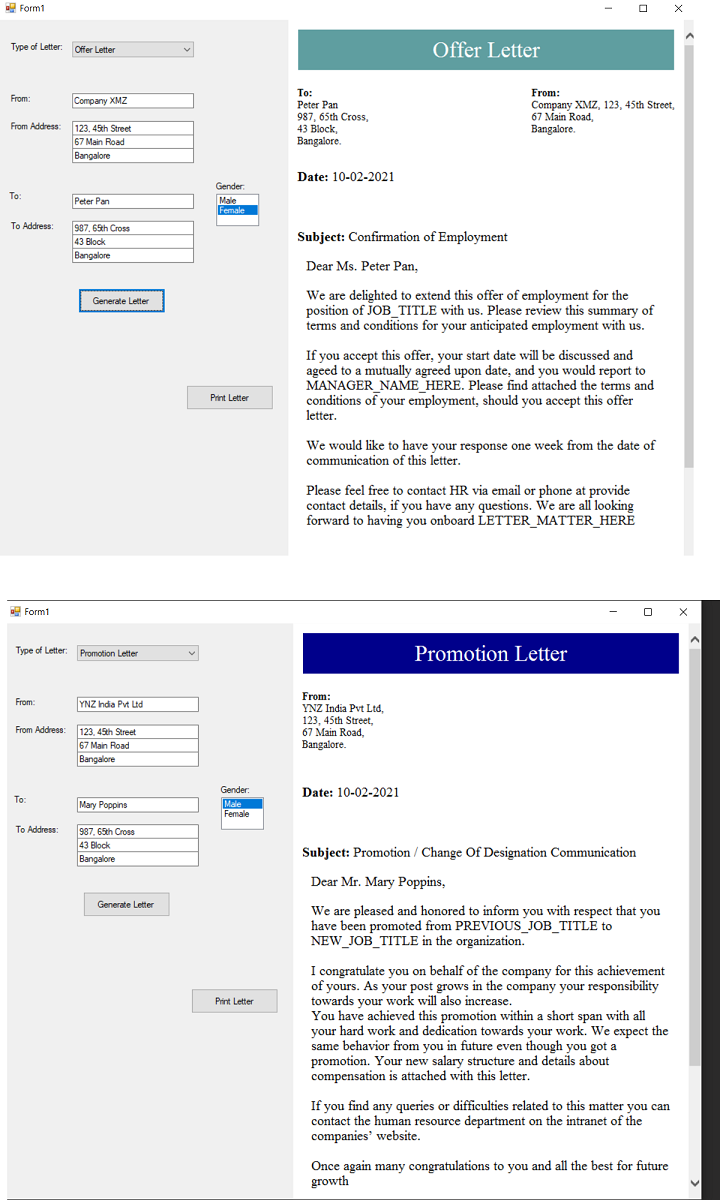 Form1
Type of Letter:
Offer Letter
From:
Company XMZ
From Address:
123, 45th Street
67 Main Road
Bangalore
To:
Peter Pan
Gender:
Male
Female
To Address:
987, 65th Cross
43 Block
Bangalore
Generate Letter
Print Letter
Offer Letter
To:
Peter Pan
987, 65th Cross,
43 Block,
Bangalore.
From:
Company XMZ, 123, 45th Street,
67 Main Road,
Bangalore.
Date: 10-02-2021
Subject: Confirmation of Employment
Dear Ms. Peter Pan,
We are delighted to extend this offer of employment for the
position of JOB_TITLE with us. Please review this summary of
terms and conditions for your anticipated employment with us.
If you accept this offer, your start date will be discussed and
ageed to a mutually agreed upon date, and you would report to
MANAGER_NAME_HERE. Please find attached the terms and
conditions of your employment, should you accept this offer
letter.
We would like to have your response one week from the date of
communication of this letter.
Please feel free to contact HR via email or phone at provide
contact details, if you have any questions. We are all looking
forward to having you onboard LETTER_MATTER_HERE
Form1
Type of Letter:
Promotion Letter
From:
YNZ India Pvt Ltd
From Address:
123, 45th Street
67 Main Road
Bangalore
To:
Mary Poppins
Gender:
Male
Female
To Address:
987, 65th Cross
43 Block
Bangalore
Generate Letter
Print Letter
Promotion Letter
From:
YNZ India Pvt Ltd,
123, 45th Street,
67 Main Road,
Bangalore.
Date: 10-02-2021
Subject: Promotion / Change Of Designation Communication
Dear Mr. Mary Poppins,
We are pleased and honored to inform you with respect that you
have been promoted from PREVIOUS_JOB_TITLE to
NEW_JOB_TITLE in the organization.
I congratulate you on behalf of the company for this achievement
of yours. As your post grows in the company your responsibility
towards your work will also increase.
You have achieved this promotion within a short span with all
your hard work and dedication towards your work. We expect the
same behavior from you in future even though you got a
promotion. Your new salary structure and details about
compensation is attached with this letter.
If you find any queries or difficulties related to this matter you can
contact the human resource department on the intranet of the
companies’ website.
Once again many congratulations to you and all the best for future
growth